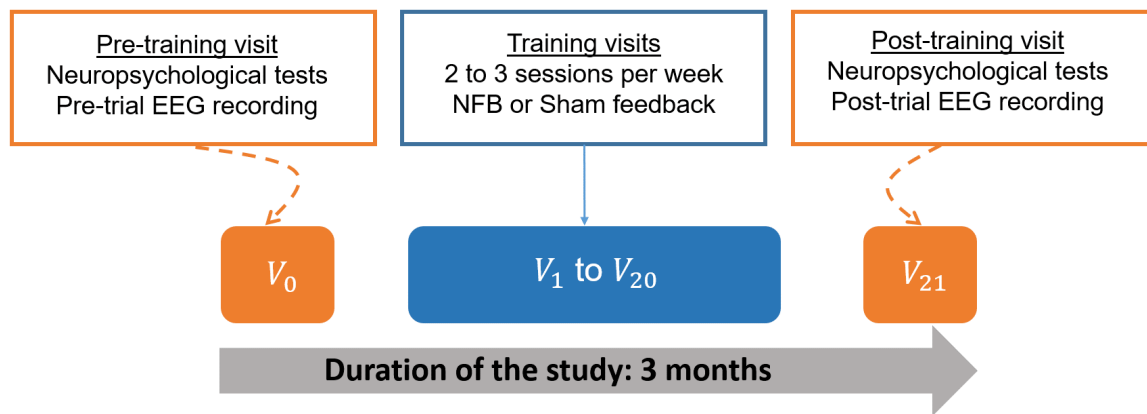 Pre-training visit
Neuropsychological tests
Pre-trial EEG recording
Training visits
2 to 3 sessions per week
NFB or Sham feedback
Post-training visit
Neuropsychological tests
Post-trial EEG recording
V₀
V₁ to V₂₀
V₂₁
Duration of the study: 3 months